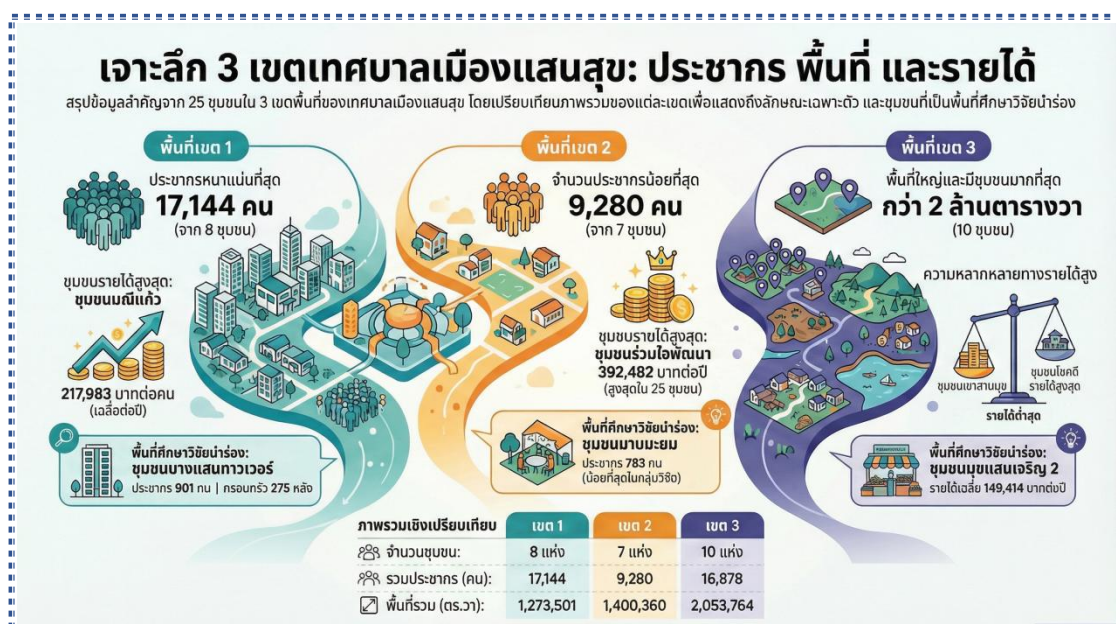 เจาะลึก 3 เขตเทศบาลเมืองแสนสุข: ประชากร พื้นที่ และรายได้
สรุปข้อมูลสำคัญจาก 25 ชุมชนใน 3 เขตพื้นที่ของเทศบาลเมืองแสนสุข โดยเปรียบเทียบภาพรวมของแต่ละเขตเพื่อแสดงถึงลักษณะเฉพาะตัว และชุมชนที่เป็นพื้นที่ศึกษาวิจัยนำร่อง
พื้นที่เขต 1
ประชากรหนาแน่นที่สุด
17,144 คน
(จาก 8 ชุมชน)
ชุมชนรายได้สูงสุด:
ชุมชนมณีแก้ว
217,983 บาทต่อคน
(เฉลื่อต่อปี)
พื้นที่ศึกษาวิจัยนำร่อง:
ชุมชนบางแสนทาวเวอร์
ประชากร 901 ทน | กรอนทรัว 275 หลัง
พื้นที่เขต 2
จำนวนประชากรน้อยที่สุด
9,280 คน
(จาก 7 ชุมชน)
ชุมชบรายได้สูงสุด:
ชุมชนร่วมใอพัฒนา
392,482 บาทต่อปี
(สูงสุดใน 25 ชุมชน)
พื้นที่ศึกษาวิจัยนำร่อง:
ชุมชนมาบมะยม
ประชากร 783 กน
(น้อยที่สุดในกลุ่มวิชิต)
พื้นที่เขต 3
พื้นที่ใหญ่และมีชุมชนมากที่สุด
กว่า 2 ล้านตารางวา
(10 ชุมชน)
ความหลากหลายทางรายได้สูง
ชุมชนเขาสานมุข
ชุมชนโชคดี
รายได้สูงสุด
รายได้ต่ำสุด
พื้นที่ศึกษาวิจัยนำร่อง:
ชุมชนมุขแสนเจริญ 2
รายได้เฉลี่ย 149,414 บาทต่งปี
ภาพรวมเชิงเปรียบเทียบ เขต 1 เขต 2 เขต 3
จำนวนชุมชน: 8 แห่ง 7 แห่ง 10 แห่ง
รวมประชากร (คน): 17,144 9,280 16,878
พื้นที่รวม (ตร.วา): 1,273,501 1,400,360 2,053,764